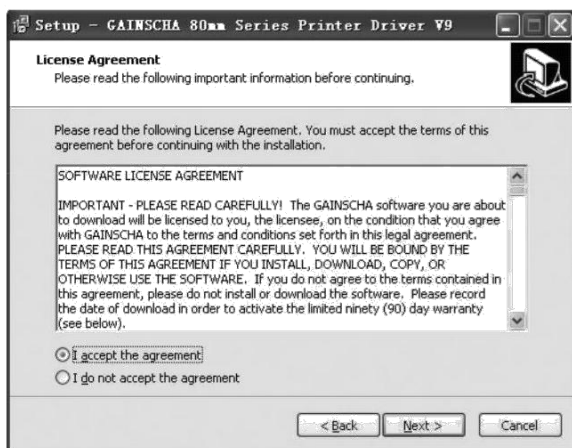 Setup - GAINSCHA 80mm Series Printer Driver V9
License Agreement
Please read the following important information before continuing.
Please read the following License Agreement. You must accept the terms of this
agreement before continuing with the installation.
SOFTWARE LICENSE AGREEMENT
IMPORTANT - PLEASE READ CAREFULLY! The GAINSCHA software you are about
to download will be licensed to you, the licensee, on the condition that you agree
with GAINSCHA to the terms and conditions set forth in this legal agreement.
PLEASE READ THIS AGREEMENT CAREFULLY. YOU WILL BE BOUND BY THE
TERMS OF THIS AGREEMENT IF YOU INSTALL, DOWNLOAD, COPY, OR
OTHERWISE USE THE SOFTWARE. If you do not agree to the terms contained in
this agreement, please do not install or download the software. Please record
the date of download in order to activate the limited ninety (90) day warranty
(see below).
I accept the agreement
I do not accept the agreement
< Back Next > Cancel